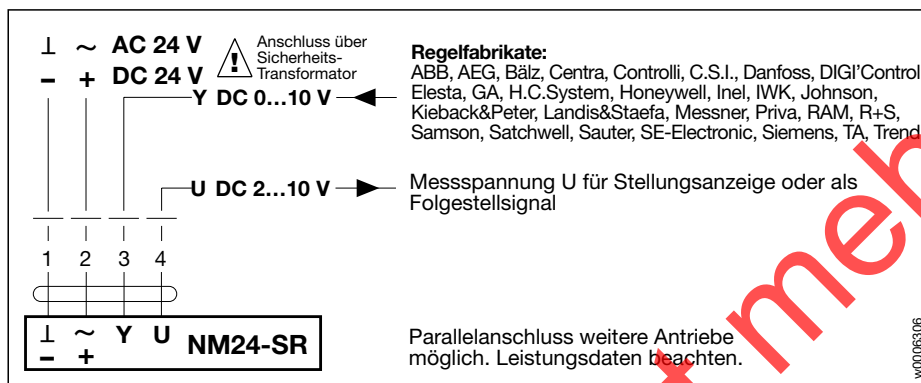 ⊥ ~ AC 24 V
– + DC 24 V
Anschluss über
Sicherheits-
Transformator
Y DC 0...10 V
Regelfabrikate:
ABB, AEG, Bälz, Centra, Controlli, C.S.I., Danfoss, DIGI'Control
Elesta, GA, H.C.System, Honeywell, Inel, IWK, Johnson,
Kieback&Peter, Landis&Staefa, Messner, Priva, RAM, R+S,
Samson, Satchwell, Sauter, SE-Electronic, Siemens, TA, Trend
U DC 2...10 V
Messspannung U für Stellungsanzeige oder als
Folgestellsignal
1 2 3 4
⊥ ~ Y U
– +
NM24-SR
Parallelanschluss weitere Antriebe
möglich. Leistungsdaten beachten.
w0006306
t meh